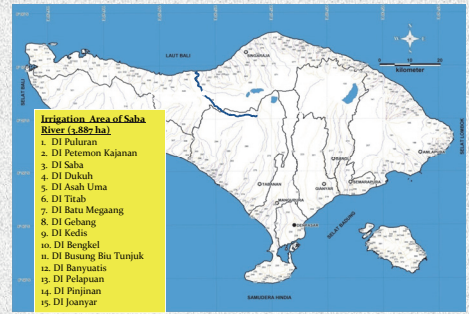 LAUT BALI
SINGARAJA
kilometer
SELAT BALI
Irrigation Area of Saba
River (3.887 ha)
1. DI Puluran
2. DI Petemon Kajanan
3. DI Saba
4. DI Dukuh
5. DI Asah Uma
6. DI Titab
7. DI Batu Megaang
8. DI Gebang
9. DI Kedis
10. DI Bengkel
11. DI Busung Biu Tunjuk
12. DI Banyuatis
13. DI Pelapuan
14. DI Pinjinan
15. DI Joanyar
BANGLI
AMLAPURA
SELAT LOMBOK
TABANAN
GIANYAR
SEMARAPURA
MANGUPURA
DENPASAR
SELAT BADUNG
SAMUDERA HINDIA